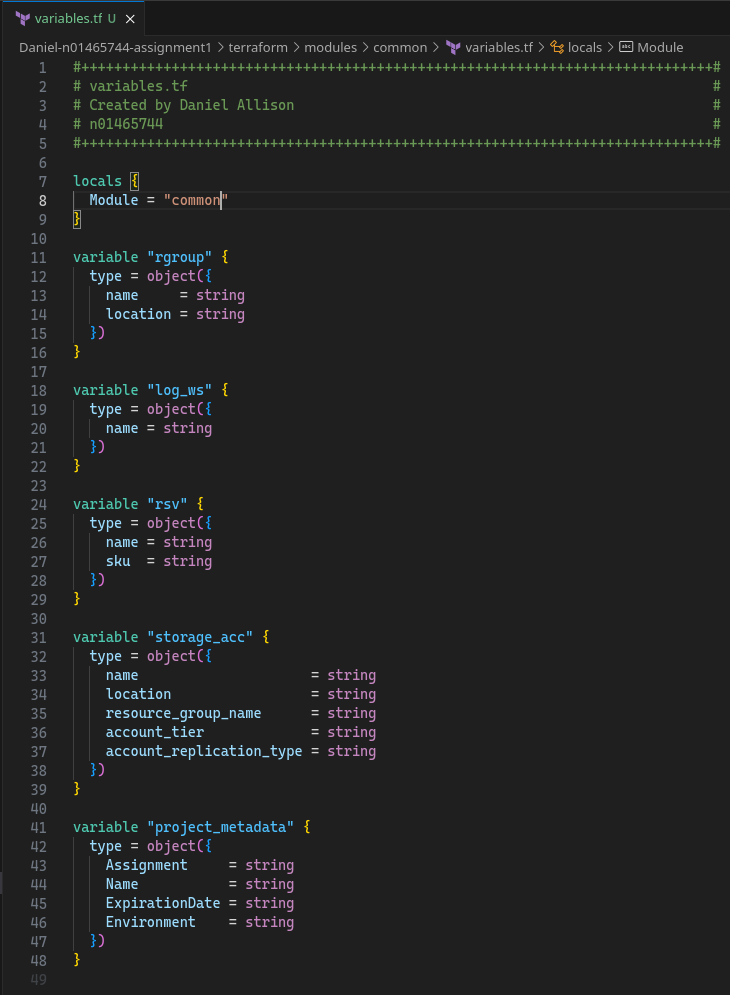 variables.tf U ×
Daniel-n01465744-assignment1 > terraform > modules > common > variables.tf > locals > Module
1 #++++++++++++++++++++++++++++++++++++++++++++++++++++++++++++++++++++++++++++++#
2 # variables.tf #
3 # Created by Daniel Allison #
4 # n01465744 #
5 #++++++++++++++++++++++++++++++++++++++++++++++++++++++++++++++++++++++++++++++#
6
7 locals {
8   Module = "common"
9 }
10
11 variable "rgroup" {
12   type = object({
13     name     = string
14     location = string
15   })
16 }
17
18 variable "log_ws" {
19   type = object({
20     name = string
21   })
22 }
23
24 variable "rsv" {
25   type = object({
26     name = string
27     sku  = string
28   })
29 }
30
31 variable "storage_acc" {
32   type = object({
33     name                     = string
34     location                 = string
35     resource_group_name      = string
36     account_tier             = string
37     account_replication_type = string
38   })
39 }
40
41 variable "project_metadata" {
42   type = object({
43     Assignment     = string
44     Name           = string
45     ExpirationDate = string
46     Environment    = string
47   })
48 }
49